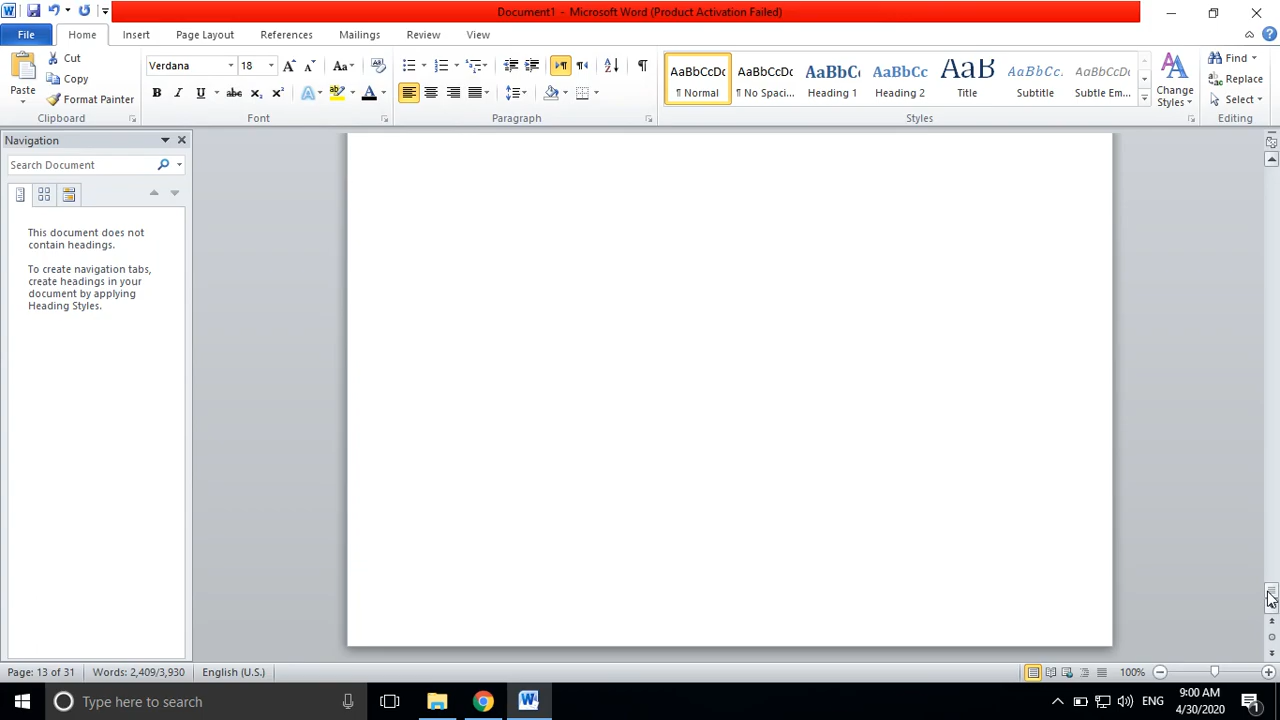 Document1 - Microsoft Word (Product Activation Failed)
File Home Insert Page Layout References Mailings Review View
Paste
Cut
Copy
Format Painter
Clipboard
Verdana 18
Font
Paragraph
AaBbCcDc AaBbCcDc AaBbC AaBbCc AaB AaBbCc. AaBbCcDc
¶ Normal ¶ No Spaci... Heading 1 Heading 2 Title Subtitle Subtle Em...
Change
Styles
Styles
Find
Replace
Select
Editing
Navigation
Search Document
This document does not
contain headings.
To create navigation tabs,
create headings in your
document by applying
Heading Styles.
Page: 13 of 31 Words: 2,409/3,930 English (U.S.) 100%
Type here to search
ENG
9:00 AM
4/30/2020